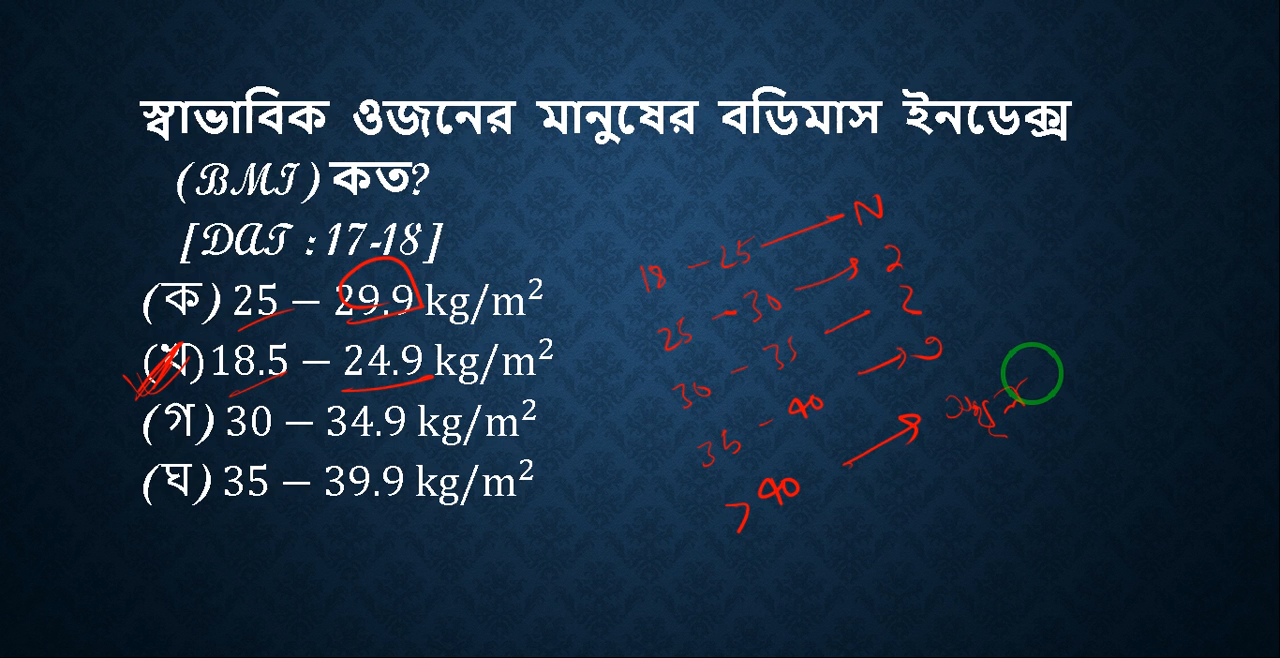 স্বাভাবিক ওজনের মানুষের বডিমাস ইনডেক্স
(BMI) কত?
[DAT : 17-18]
(ক) 25 – 29.9 kg/m²
(খ) 18.5 – 24.9 kg/m²
(গ) 30 – 34.9 kg/m²
(ঘ) 35 – 39.9 kg/m²
18 - 25 → N
25 - 30 → 2
30 - 35 — 2
35 - 40 → ৩
> 40 →